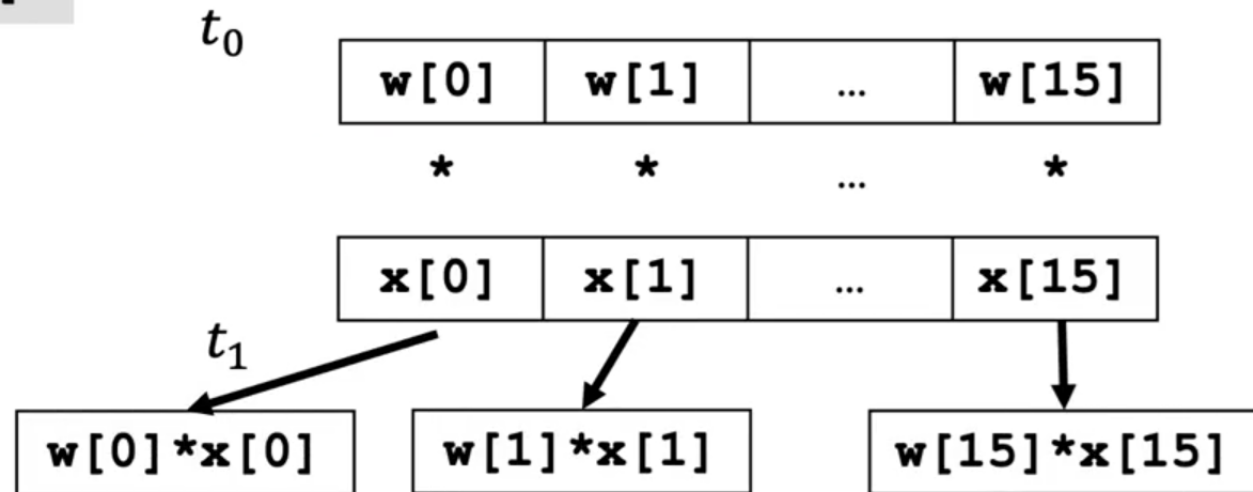 t₀
w[0] w[1] ... w[15]
* * ... *
x[0] x[1] ... x[15]
t₁
w[0]*x[0] w[1]*x[1] w[15]*x[15]